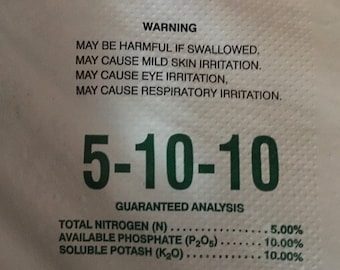 WARNING
MAY BE HARMFUL IF SWALLOWED.
MAY CAUSE MILD SKIN IRRITATION.
MAY CAUSE EYE IRRITATION,
MAY CAUSE RESPIRATORY IRRITATION.
5-10-10
GUARANTEED ANALYSIS
TOTAL NITROGEN (N) . . . . . . . . . . . . . . . . 5.00%
AVAILABLE PHOSPHATE (P₂O₅) . . . . . . . 10.00%
SOLUBLE POTASH (K₂O) . . . . . . . . . . . . . 10.00%